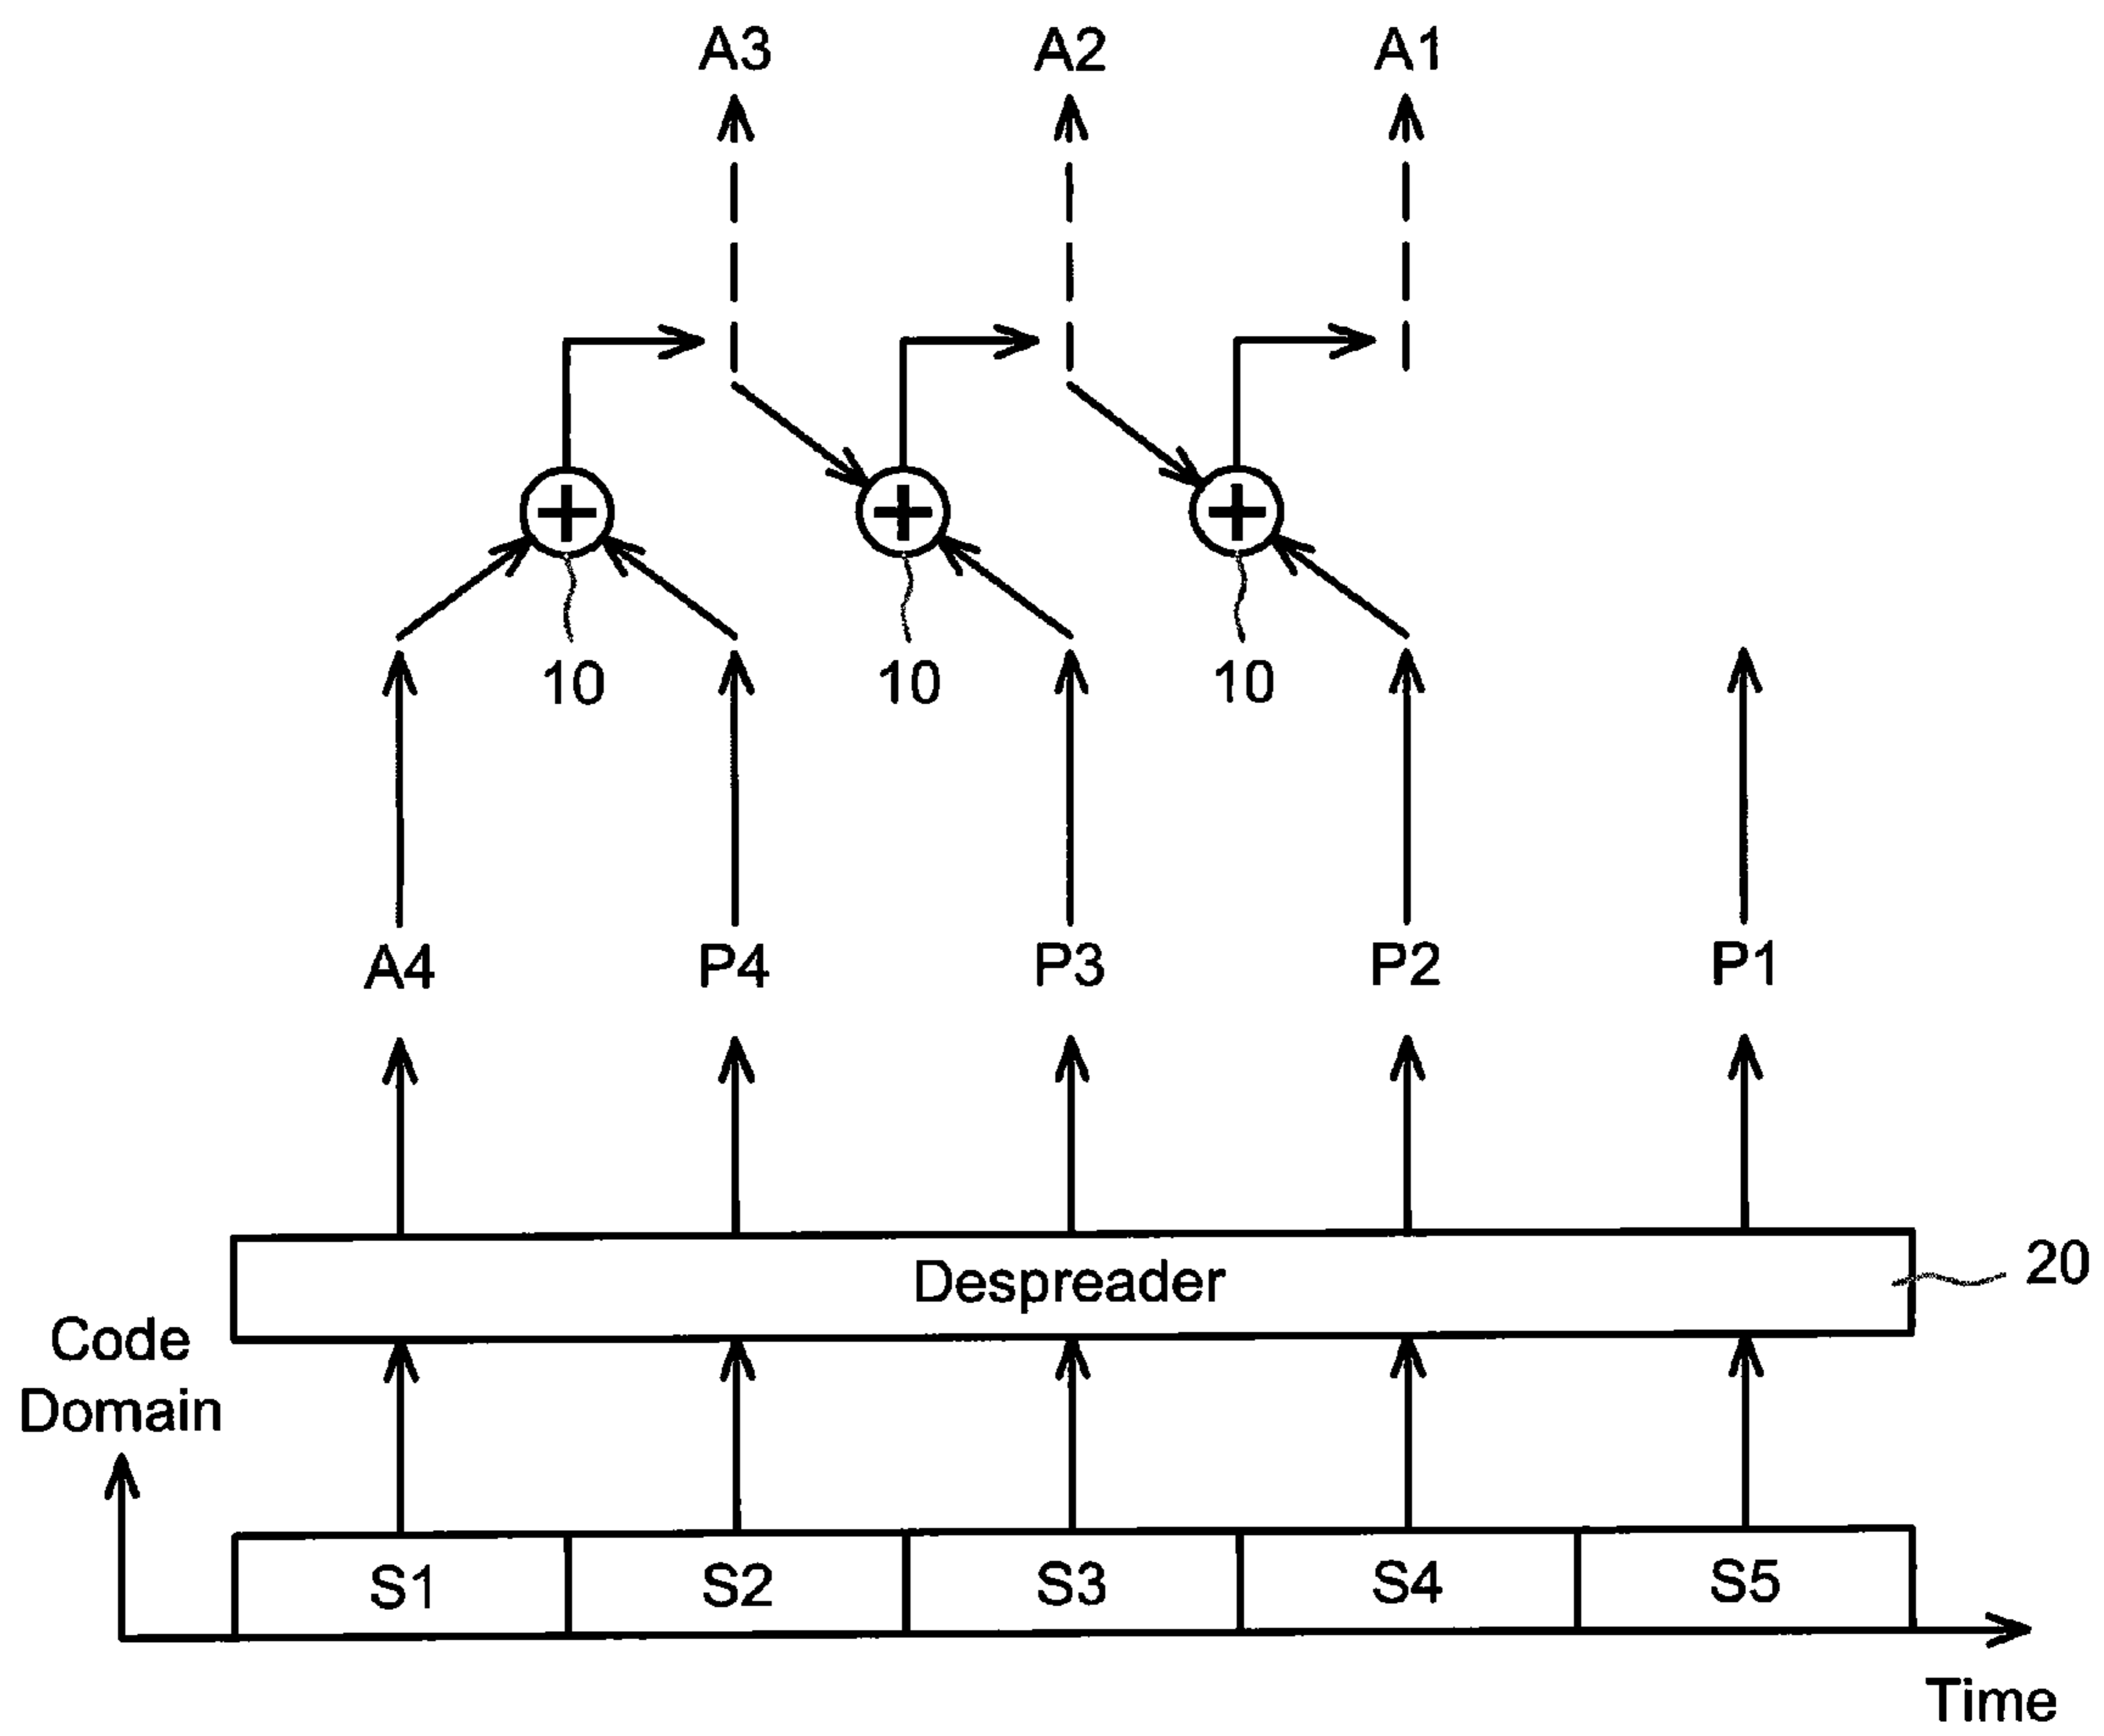 A3 A2 A1
10 10 10
A4 P4 P3 P2 P1
Despreader
20
Code
Domain
S1 S2 S3 S4 S5
Time